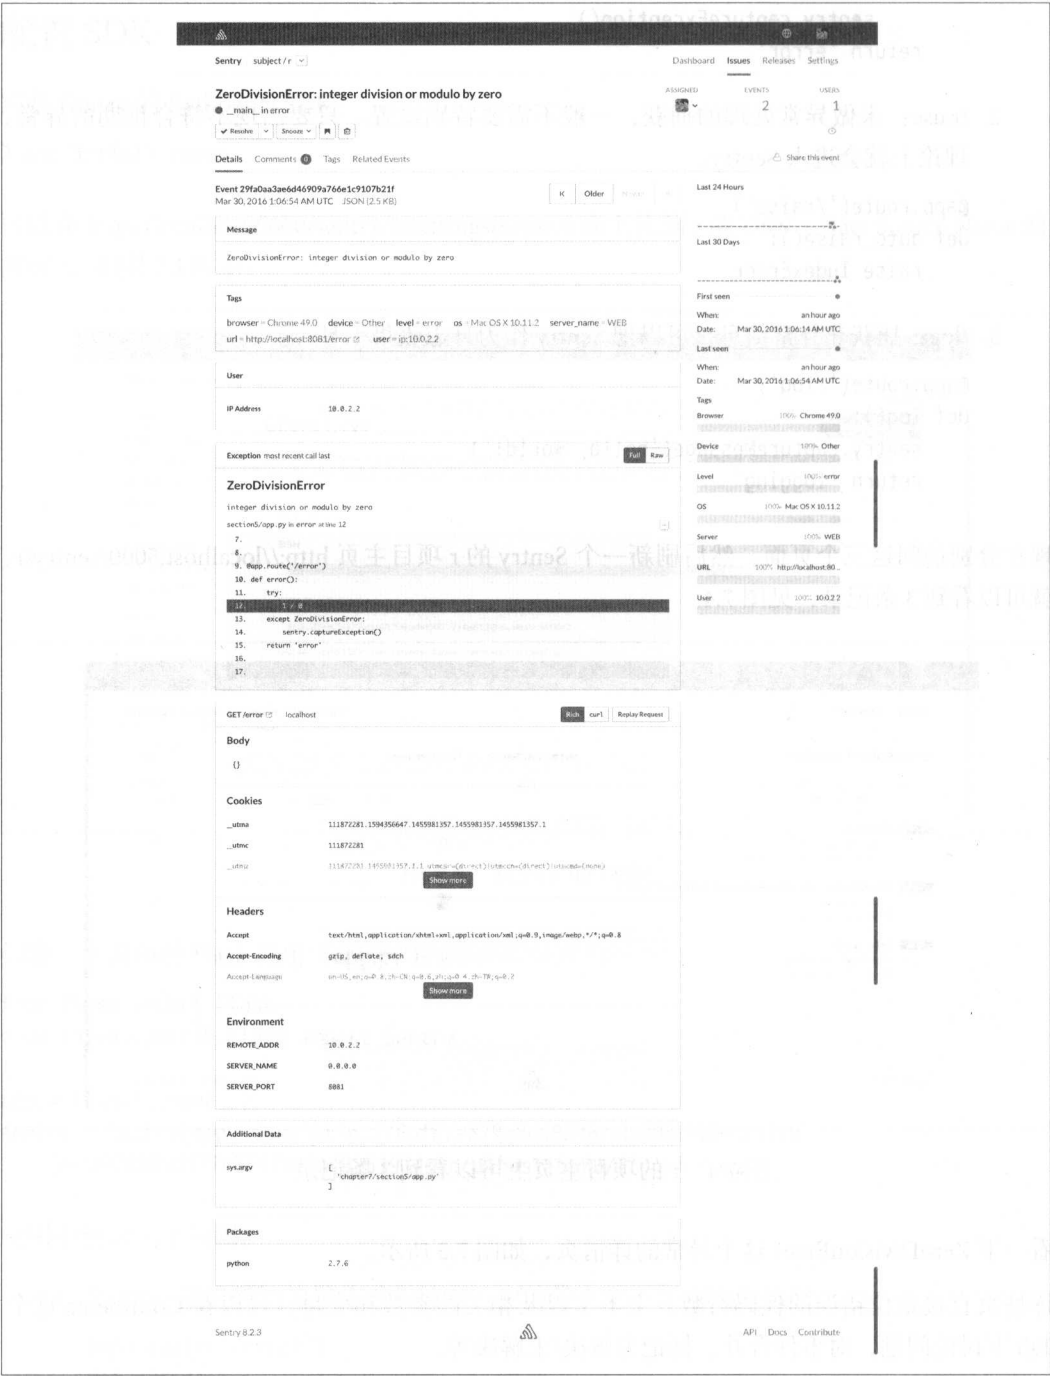 Sentry subject / r
Dashboard Issues Releases Settings
ZeroDivisionError: integer division or modulo by zero
__main__ in error
ASSIGNED EVENTS USERS
2 1
Resolve Snooze
Details Comments 0 Tags Related Events
Share this event
Event 29fa0aa3ae6d46909a766e1c9107b21f
Mar 30, 2016 1:06:54 AM UTC JSON (2.5 KB)
Older
Message
ZeroDivisionError: integer division or modulo by zero
Tags
browser = Chrome 49.0 device = Other level = error os = Mac OS X 10.11.2 server_name = WEB
url = http://localhost:8081/error user = ip:10.0.2.2
User
IP Address 10.0.2.2
Exception most recent call last
Full Raw
ZeroDivisionError
integer division or modulo by zero
section5/app.py in error at line 12
7.
8.
9. @app.route('/error')
10. def error():
11. try:
12. 1 / 0
13. except ZeroDivisionError:
14. sentry.captureException()
15. return 'error'
16.
17.
GET /error localhost
Rich curl Replay Request
Body
{}
Cookies
__utma 111872281.1594356647.1455981357.1455981357.1455981357.1
__utmc 111872281
Show more
Headers
Accept text/html,application/xhtml+xml,application/xml;q=0.9,image/webp,*/*;q=0.8
Accept-Encoding gzip, deflate, sdch
Accept-Language
Show more
Environment
REMOTE_ADDR 10.0.2.2
SERVER_NAME 0.0.0.0
SERVER_PORT 8081
Additional Data
sys.argv [
'chapter7/section5/app.py'
]
Packages
python 2.7.6
Last 24 Hours
Last 30 Days
First seen
When: an hour ago
Date: Mar 30, 2016 1:06:14 AM UTC
Last seen
When: an hour ago
Date: Mar 30, 2016 1:06:54 AM UTC
Tags
Browser 100% Chrome 49.0
Device 100% Other
Level 100% error
OS 100% Mac OS X 10.11.2
Server 100% WEB
URL 100% http://localhost:80...
User 100% 10.0.2.2
Sentry 8.2.3
API Docs Contribute